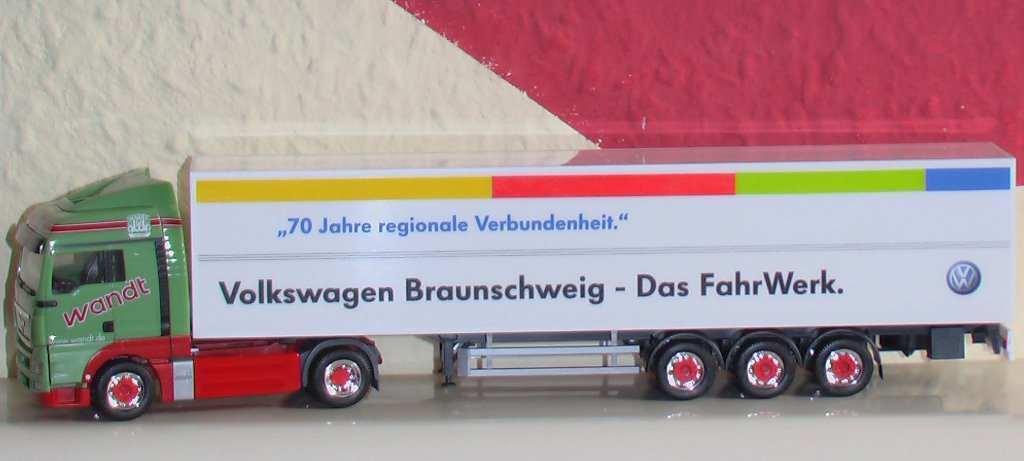 „70 Jahre regionale Verbundenheit.“
Volkswagen Braunschweig - Das FahrWerk.
wandt
www.wandt.de